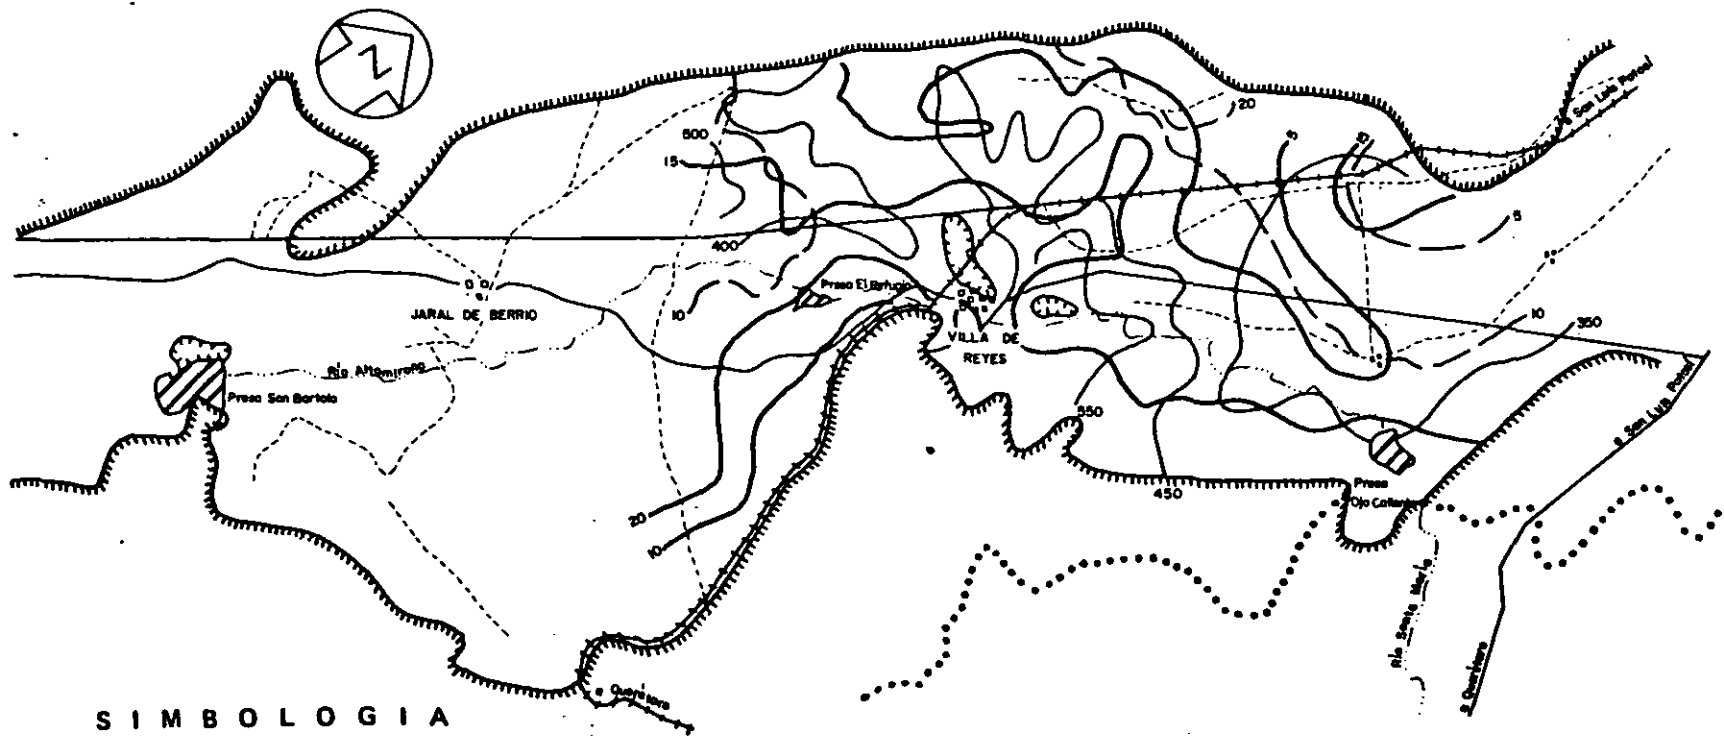 N
20
a San Luis Potosí
500
15
5
10
5
400
Presa El Refugio
10
JARAL DE BERRIO
10
350
VILLA DE
REYES
Río Altamirano
Presa San Bartolo
550
a San Luis Potosí
450
Presa
Ojo Caliente
20
10
Río Santa María
a Querétaro
a Querétaro
SIMBOLOGIA